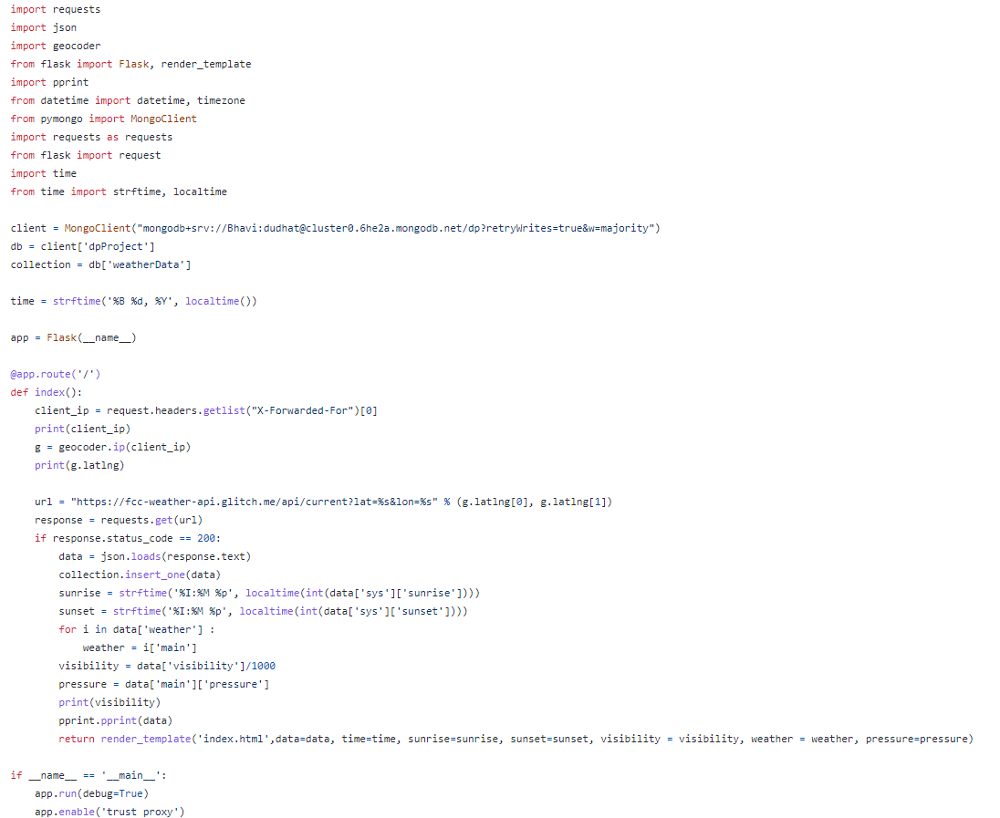 import requests
import json
import geocoder
from flask import Flask, render_template
import pprint
from datetime import datetime, timezone
from pymongo import MongoClient
import requests as requests
from flask import request
import time
from time import strftime, localtime

client = MongoClient("mongodb+srv://Bhavi:dudhat@cluster0.6he2a.mongodb.net/dp?retryWrites=true&w=majority")
db = client['dpProject']
collection = db['weatherData']

time = strftime('%B %d, %Y', localtime())

app = Flask(__name__)

@app.route('/')
def index():
    client_ip = request.headers.getlist("X-Forwarded-For")[0]
    print(client_ip)
    g = geocoder.ip(client_ip)
    print(g.latlng)

    url = "https://fcc-weather-api.glitch.me/api/current?lat=%s&lon=%s" % (g.latlng[0], g.latlng[1])
    response = requests.get(url)
    if response.status_code == 200:
        data = json.loads(response.text)
        collection.insert_one(data)
        sunrise = strftime('%I:%M %p', localtime(int(data['sys']['sunrise'])))
        sunset = strftime('%I:%M %p', localtime(int(data['sys']['sunset'])))
        for i in data['weather'] :
            weather = i['main']
        visibility = data['visibility']/1000
        pressure = data['main']['pressure']
        print(visibility)
        pprint.pprint(data)
        return render_template('index.html',data=data, time=time, sunrise=sunrise, sunset=sunset, visibility = visibility, weather = weather, pressure=pressure)

if __name__ == '__main__':
    app.run(debug=True)
    app.enable('trust proxy')